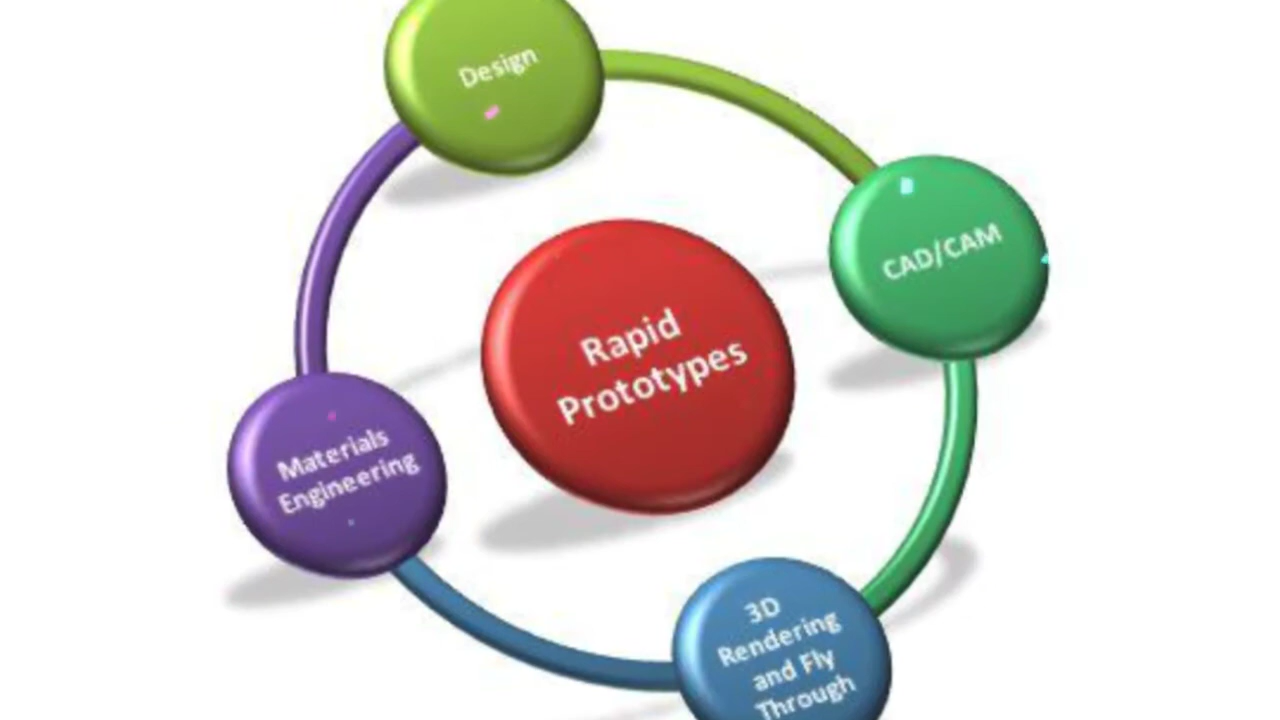 Design
CAD/CAM
Rapid
Prototypes
Materials
Engineering
3D
Rendering
and Fly
Through